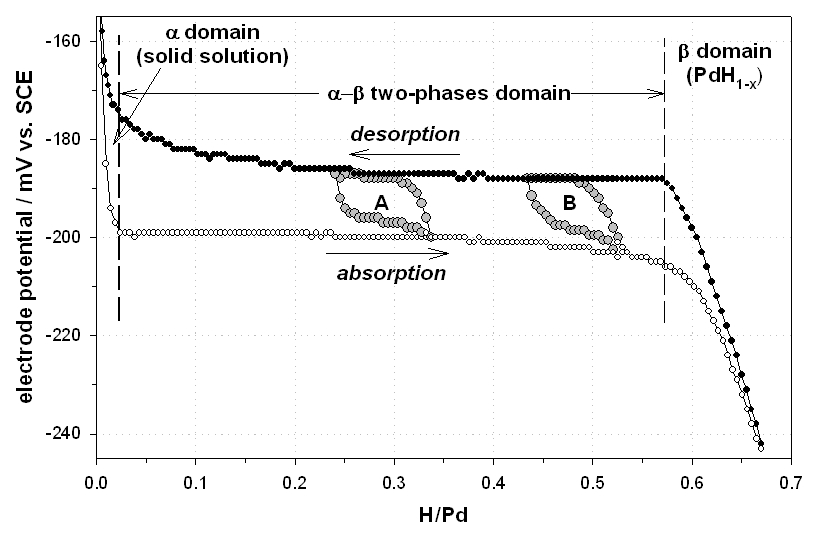 α domain
(solid solution)
β domain
(PdH1-x)
α–β two-phases domain
desorption
A
B
absorption
electrode potential / mV vs. SCE
-160
-180
-200
-220
-240
0.0 0.1 0.2 0.3 0.4 0.5 0.6 0.7
H/Pd